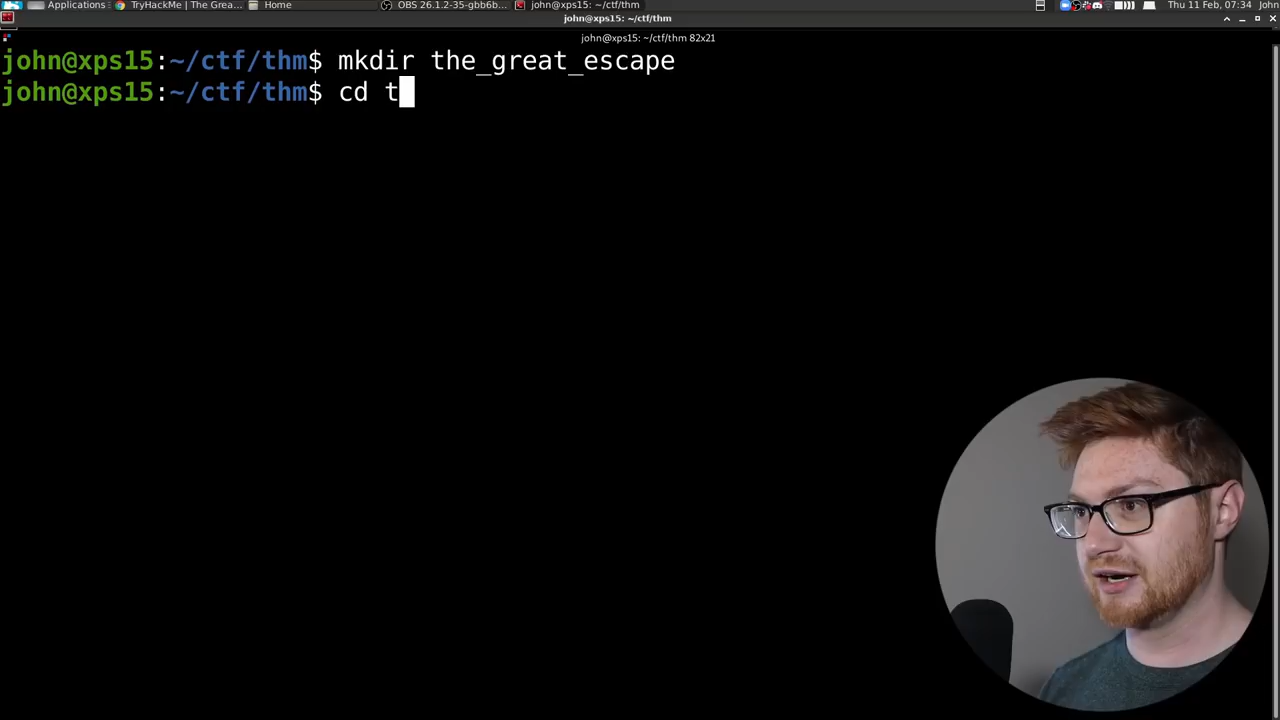 Applications
TryHackMe | The Grea...
Home
OBS 26.1.2-35-gbb6b...
john@xps15: ~/ctf/thm
Thu 11 Feb, 07:34
John
john@xps15: ~/ctf/thm
john@xps15: ~/ctf/thm 82x21
john@xps15:~/ctf/thm$ mkdir the_great_escape
john@xps15:~/ctf/thm$ cd t